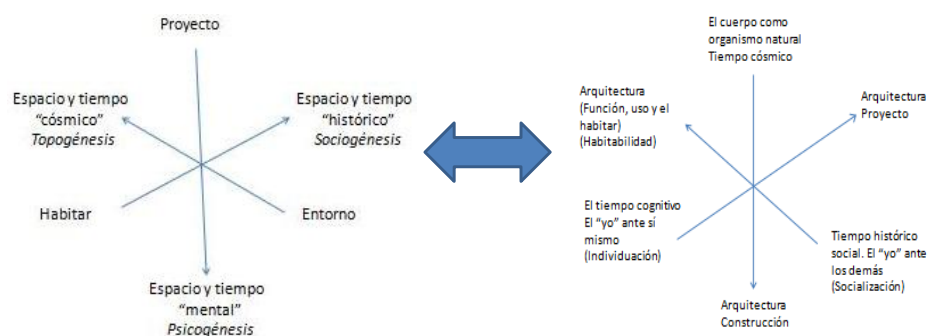 Proyecto
Espacio y tiempo
"cósmico"
Topogénesis
Espacio y tiempo
"histórico"
Sociogénesis
Habitar
Entorno
Espacio y tiempo
"mental"
Psicogénesis
El cuerpo como
organismo natural
Tiempo cósmico
Arquitectura
(Función, uso y el
habitar)
(Habitabilidad)
Arquitectura
Proyecto
El tiempo cognitivo
El "yo" ante sí
mismo
(Individuación)
Tiempo histórico
social. El "yo" ante
los demás
(Socialización)
Arquitectura
Construcción